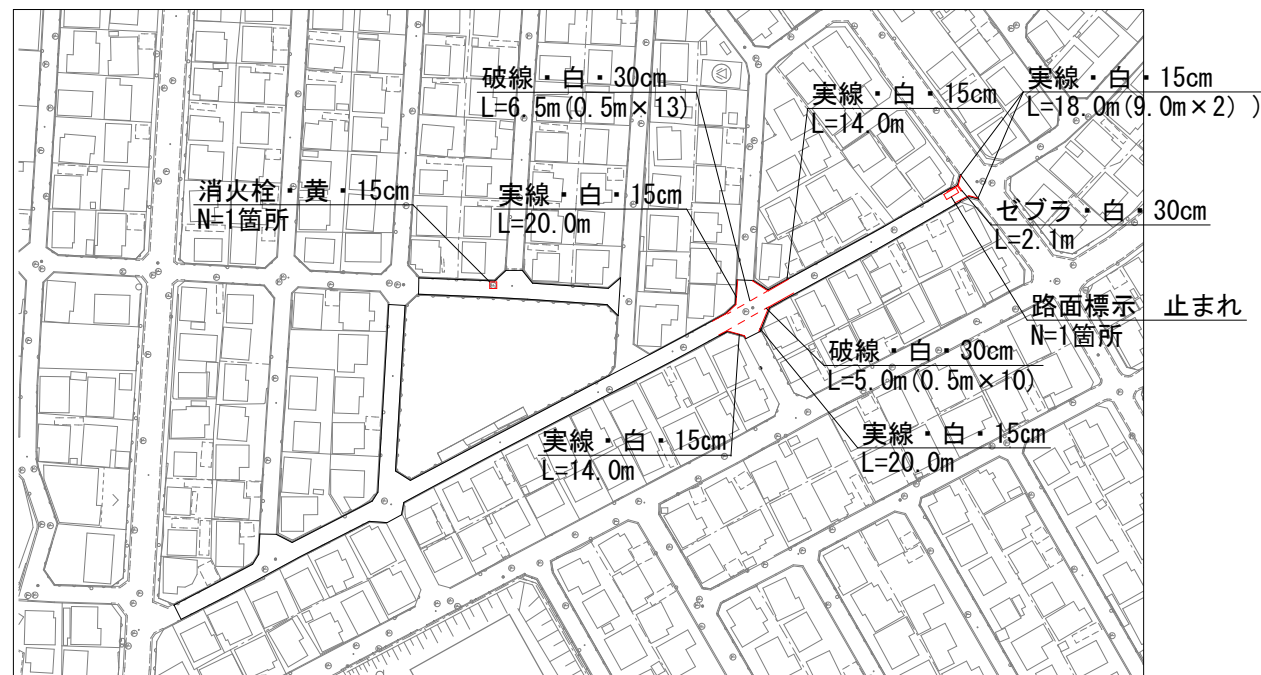 破線・白・30cm
L=6.5m(0.5m×13)
実線・白・15cm
L=14.0m
実線・白・15cm
L=18.0m(9.0m×2) )
消火栓・黄・15cm
N=1箇所
実線・白・15cm
L=20.0m
ゼブラ・白・30cm
L=2.1m
路面標示 止まれ
N=1箇所
破線・白・30cm
L=5.0m(0.5m×10)
実線・白・15cm
L=14.0m
実線・白・15cm
L=20.0m